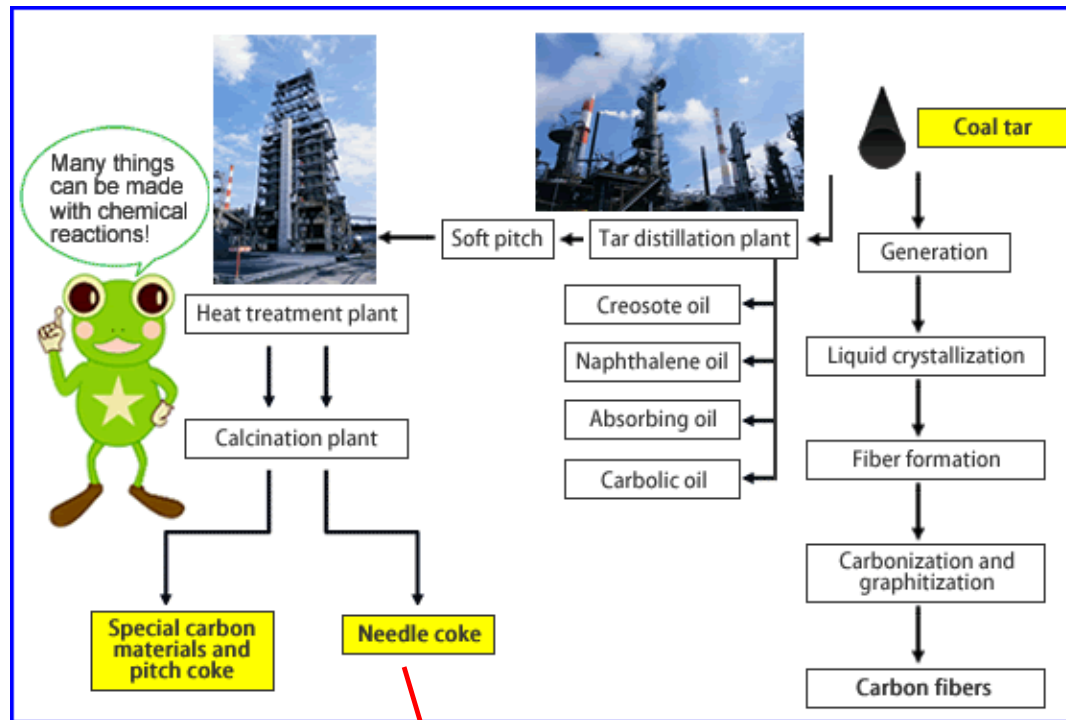 Many things
can be made
with chemical
reactions!
Coal tar
Soft pitch
Tar distillation plant
Generation
Heat treatment plant
Creosote oil
Naphthalene oil
Liquid crystallization
Absorbing oil
Calcination plant
Fiber formation
Carbolic oil
Carbonization and
graphitization
Special carbon
materials and
pitch coke
Needle coke
Carbon fibers